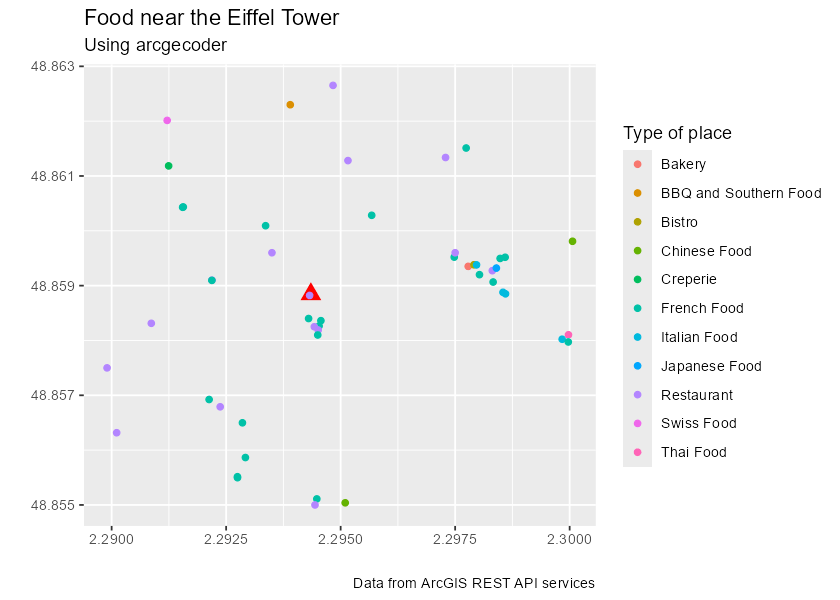 Food near the Eiffel Tower
Using arcgecoder
48.863
48.861
48.859
48.857
48.855
2.2900
2.2925
2.2950
2.2975
2.3000
Type of place
Bakery
BBQ and Southern Food
Bistro
Chinese Food
Creperie
French Food
Italian Food
Japanese Food
Restaurant
Swiss Food
Thai Food
Data from ArcGIS REST API services